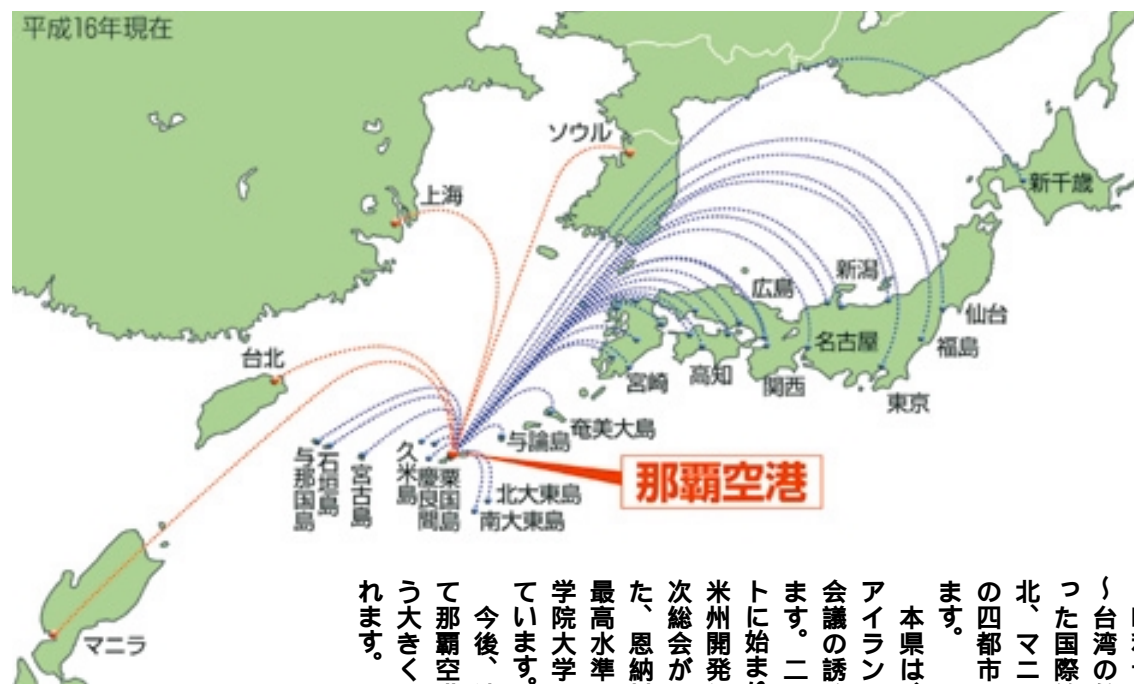 平成16年現在
ソウル
上海
新千歳
新潟
広島
仙台
福島
名古屋
台北
宮崎
高知
関西
東京
奄美大島
与論島
与那国島
石垣島
宮古島
久米島
慶良間
粟国島
北大東島
南大東島
那覇空港
マニラ
~台湾の
った国際
北、マニ
の四都市
ます。
本県は、
アイラン
会議の誘
ます。二
トに始ま
米州開発
次総会が
た、恩納
最高水準
学院大学
ています。
今後、
て那覇空
う大きく
れます。